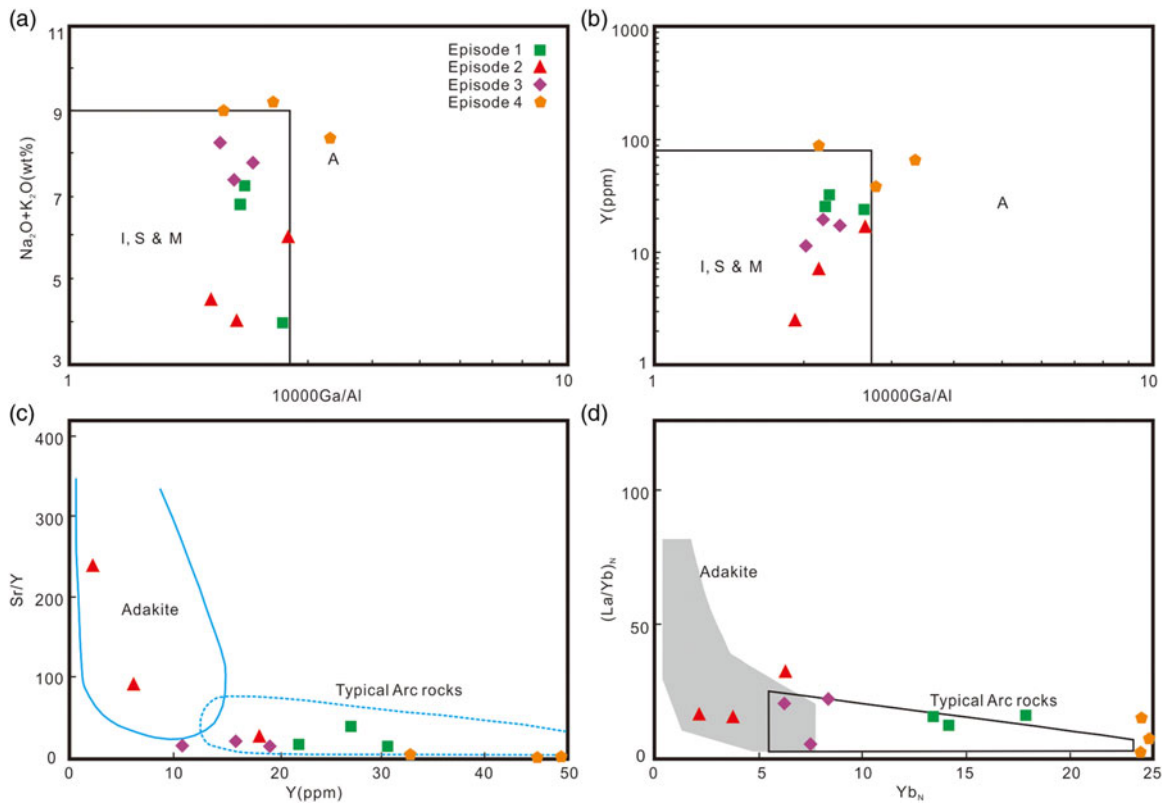 (a)
11
9
7
5
3
Na₂O+K₂O(wt%)
Episode 1
Episode 2
Episode 3
Episode 4
A
I, S & M
1
10
10000Ga/Al
(b)
1000
100
10
1
Y(ppm)
A
I, S & M
1
10
10000Ga/Al
(c)
400
300
200
100
0
Sr/Y
Adakite
Typical Arc rocks
0
10
20
30
40
50
Y(ppm)
(d)
100
50
0
(La/Yb)N
Adakite
Typical Arc rocks
0
5
10
15
20
25
YbN